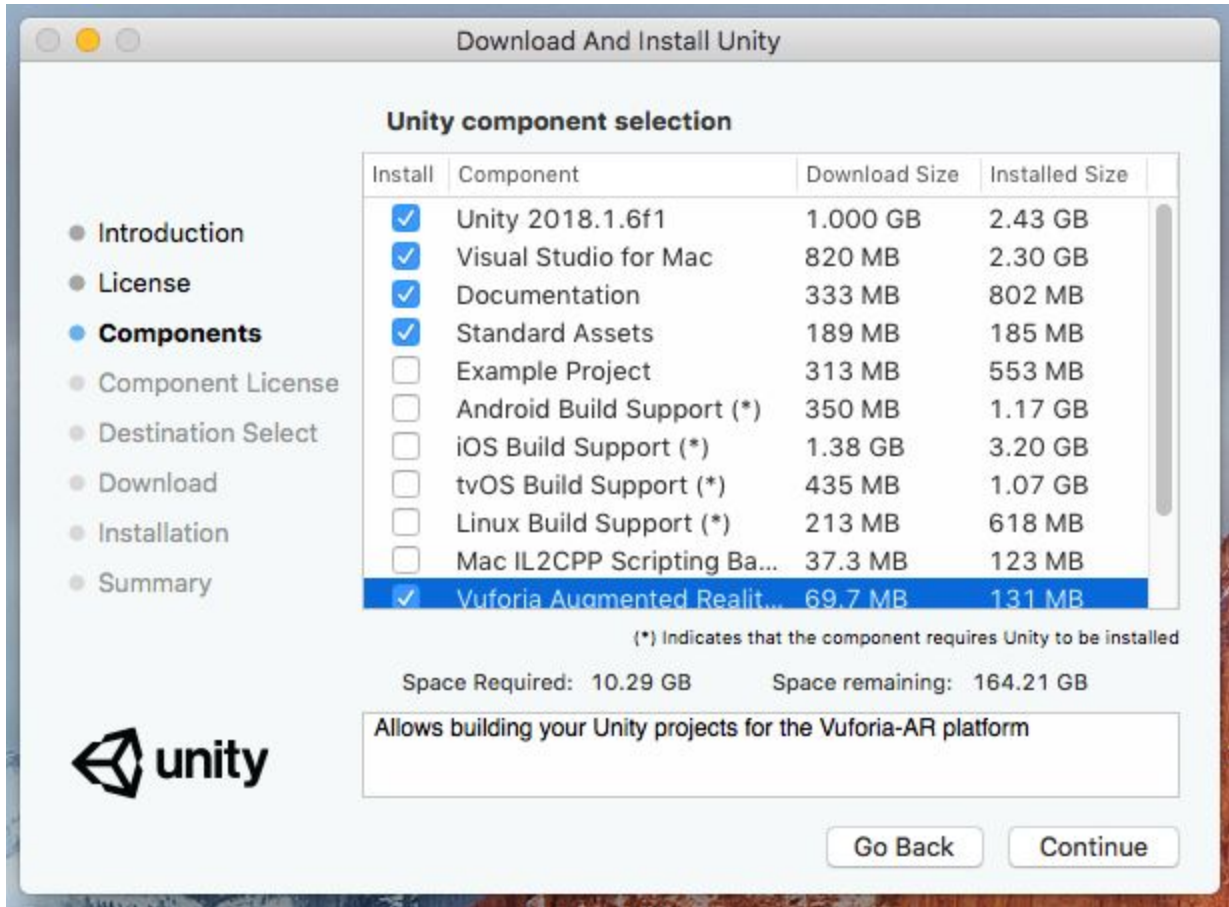 Download And Install Unity
Unity component selection
Install Component Download Size Installed Size
Unity 2018.1.6f1 1.000 GB 2.43 GB
Visual Studio for Mac 820 MB 2.30 GB
Documentation 333 MB 802 MB
Standard Assets 189 MB 185 MB
Example Project 313 MB 553 MB
Android Build Support (*) 350 MB 1.17 GB
iOS Build Support (*) 1.38 GB 3.20 GB
tvOS Build Support (*) 435 MB 1.07 GB
Linux Build Support (*) 213 MB 618 MB
Mac IL2CPP Scripting Ba... 37.3 MB 123 MB
Vuforia Augmented Realit... 69.7 MB 131 MB
Introduction
License
Components
Component License
Destination Select
Download
Installation
Summary
(*) Indicates that the component requires Unity to be installed
Space Required: 10.29 GB Space remaining: 164.21 GB
Allows building your Unity projects for the Vuforia-AR platform
unity
Go Back Continue